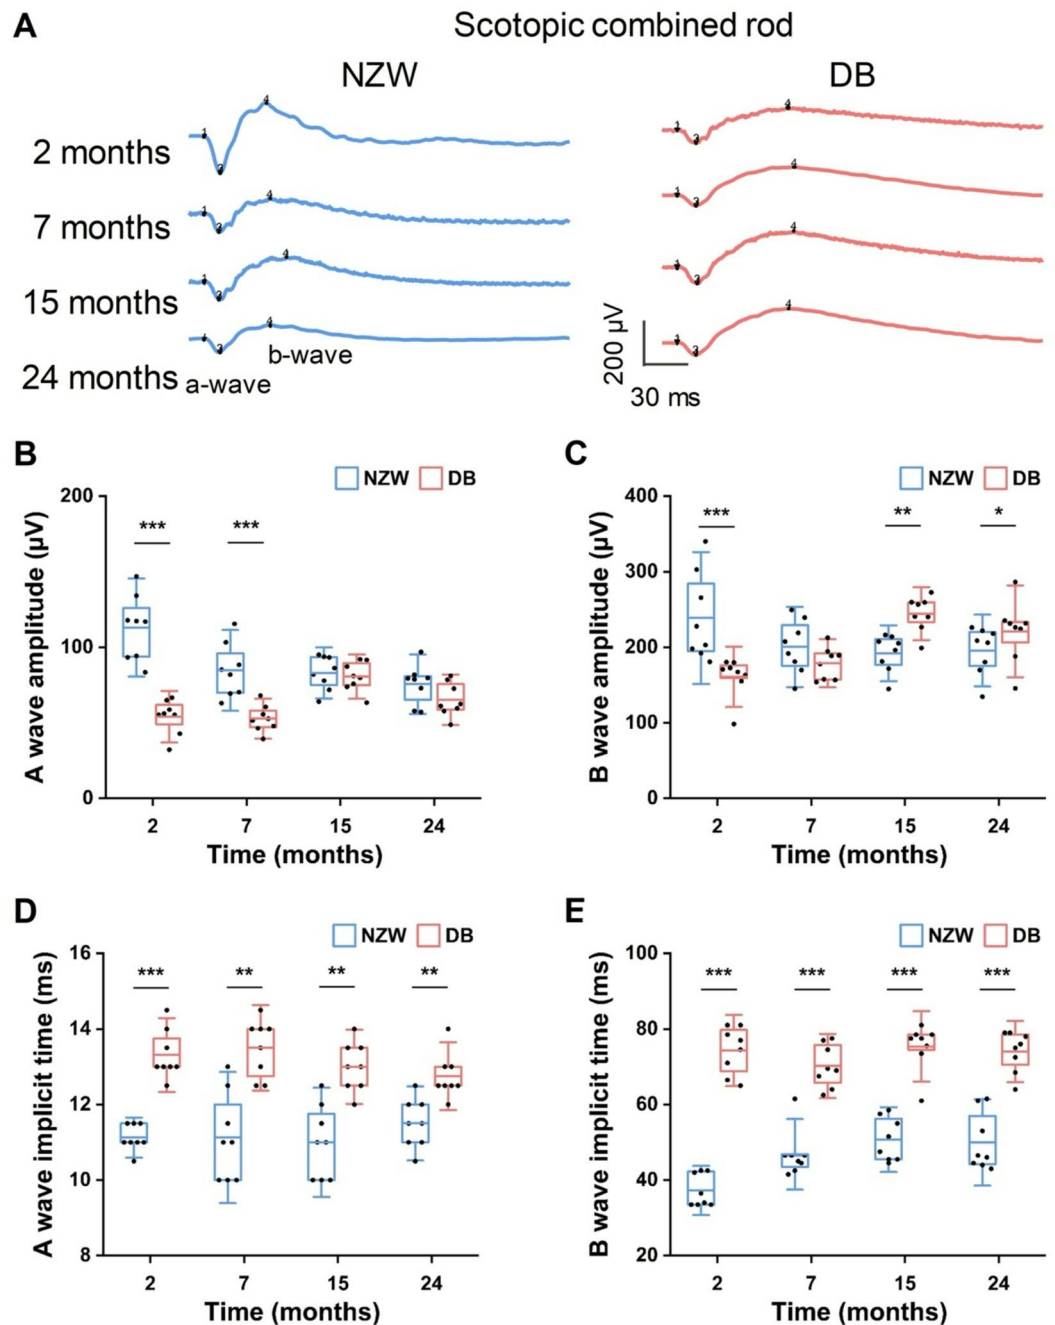 A
Scotopic combined rod
NZW
DB
2 months
7 months
15 months
24 months
a-wave
b-wave
200 µV
30 ms
B
NZW DB
A wave amplitude (µV)
200
100
0
*** ***
2 7 15 24
Time (months)
C
NZW DB
B wave amplitude (µV)
400
300
200
100
0
*** ** *
2 7 15 24
Time (months)
D
NZW DB
A wave implicit time (ms)
16
14
12
10
8
*** ** ** **
2 7 15 24
Time (months)
E
NZW DB
B wave implicit time (ms)
100
80
60
40
20
*** *** *** ***
2 7 15 24
Time (months)